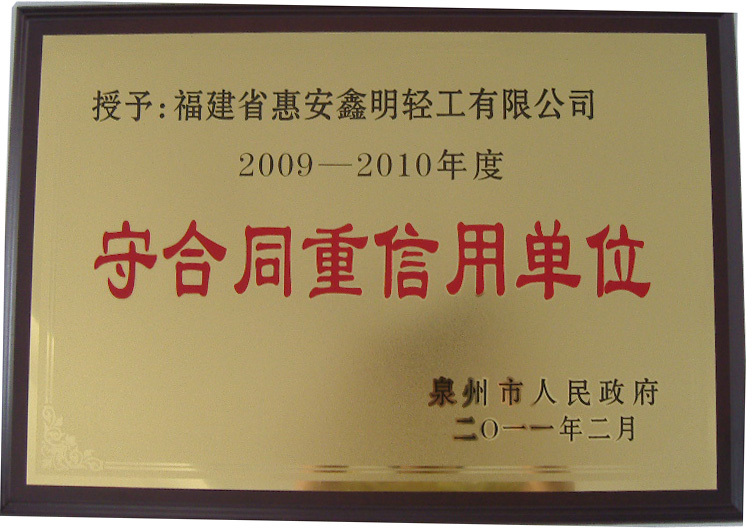 授予:福建省惠安鑫明轻工有限公司
2009—2010年度
守合同重信用单位
泉州市人民政府
二〇一一年二月